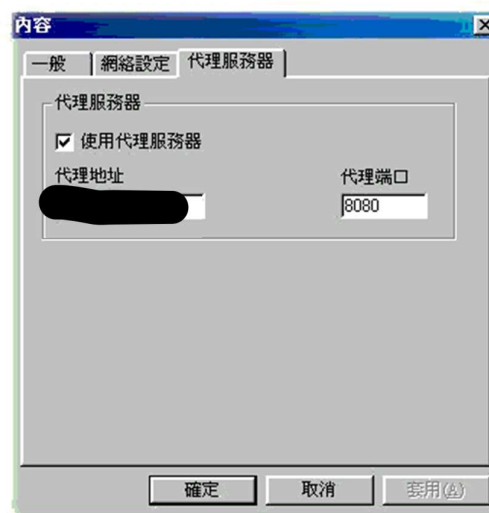 內容
一般 網絡設定 代理服務器
代理服務器
使用代理服務器
代理地址 代理端口
8080
確定 取消 套用(A)